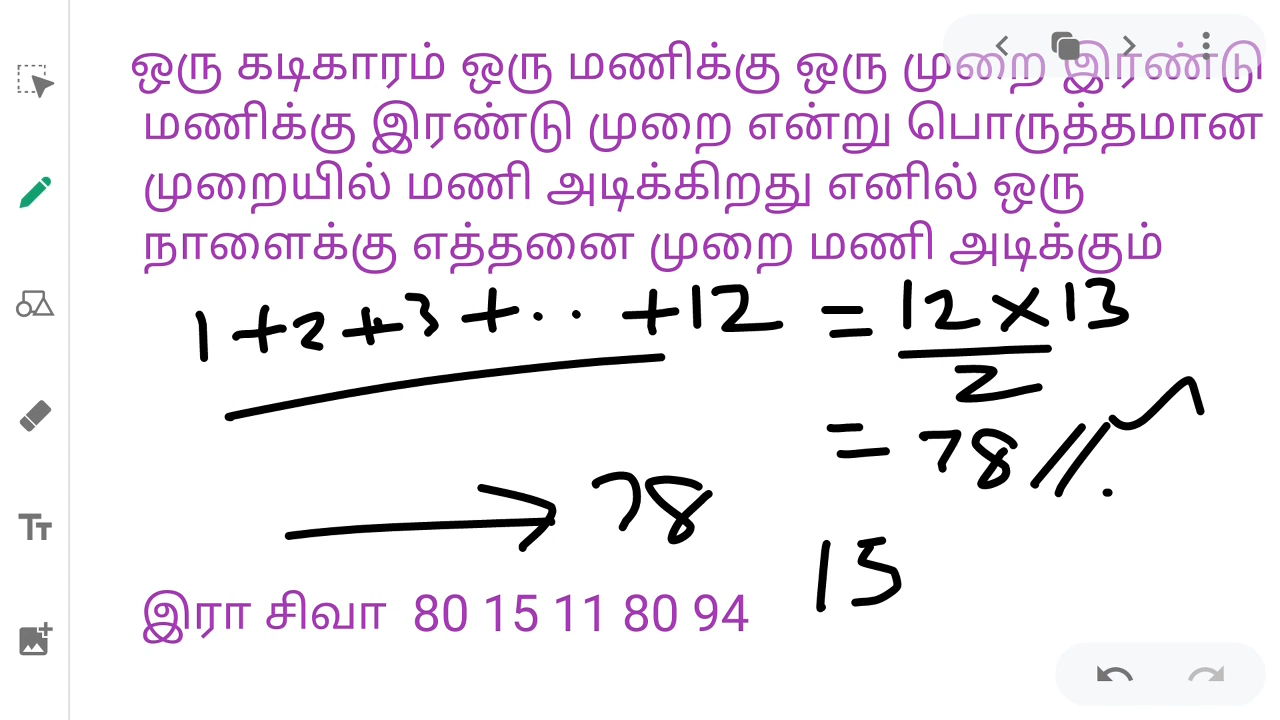 ஒரு கடிகாரம் ஒரு மணிக்கு ஒரு முறை இரண்டு
மணிக்கு இரண்டு முறை என்று பொருத்தமான
முறையில் மணி அடிக்கிறது எனில் ஒரு
நாளைக்கு எத்தனை முறை மணி அடிக்கும்
1+2+3+..+12 = 12×13
2
= 78//.
→ 78
15
இரா சிவா 80 15 11 80 94
Tт